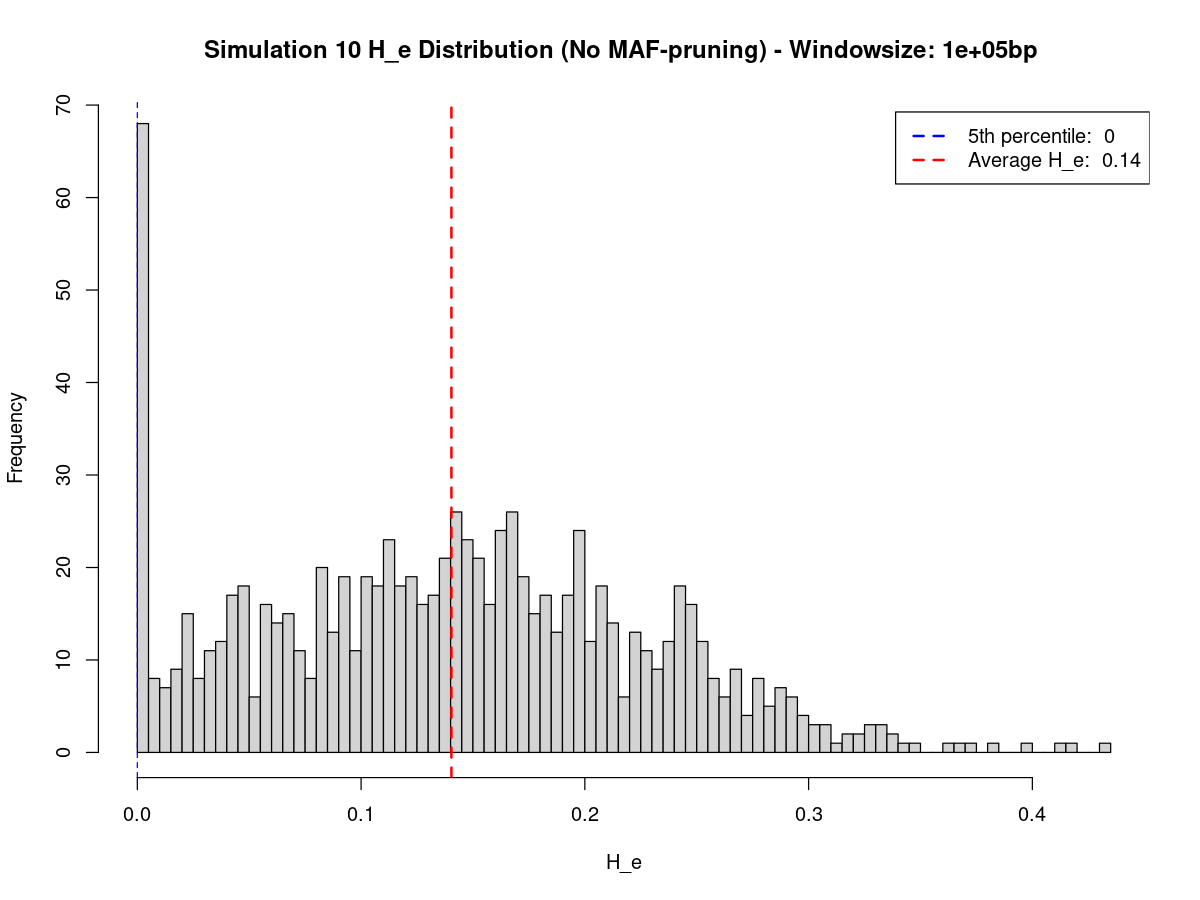 Simulation 10 H_e Distribution (No MAF-pruning) - Windowsize: 1e+05bp
5th percentile:  0
Average H_e:  0.14
Frequency
70
60
50
40
30
20
10
0
0.0
0.1
0.2
0.3
0.4
H_e